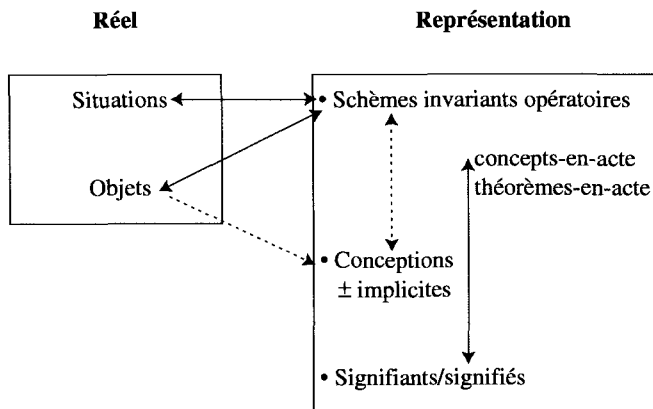 Réel
Représentation
Situations
• Schèmes invariants opératoires
Objets
concepts-en-acte
théorèmes-en-acte
• Conceptions
± implicites
• Signifiants/signifiés